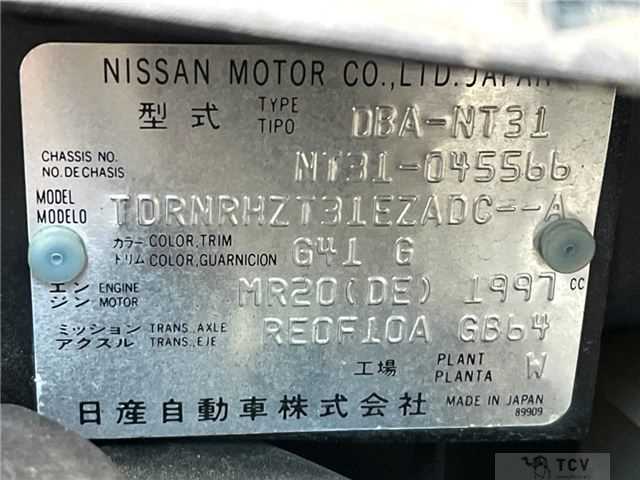 NISSAN MOTOR CO.,LTD. JAPAN
型式 TYPE TIPO DBA-NT31
CHASSIS NO. NO. DE CHASIS NT31-045566
MODEL MODELO TDRNRHZT31EZADC--A
カラー COLOR, TRIM トリム COLOR, GUARNICION G41 G
エンジン ENGINE MOTOR MR20(DE) 1997 CC
ミッション TRANS. AXLE アクスル TRANS., EJE RE0F10A GB64
工場 PLANT PLANTA W
日産自動車株式会社 MADE IN JAPAN
89909
TCV